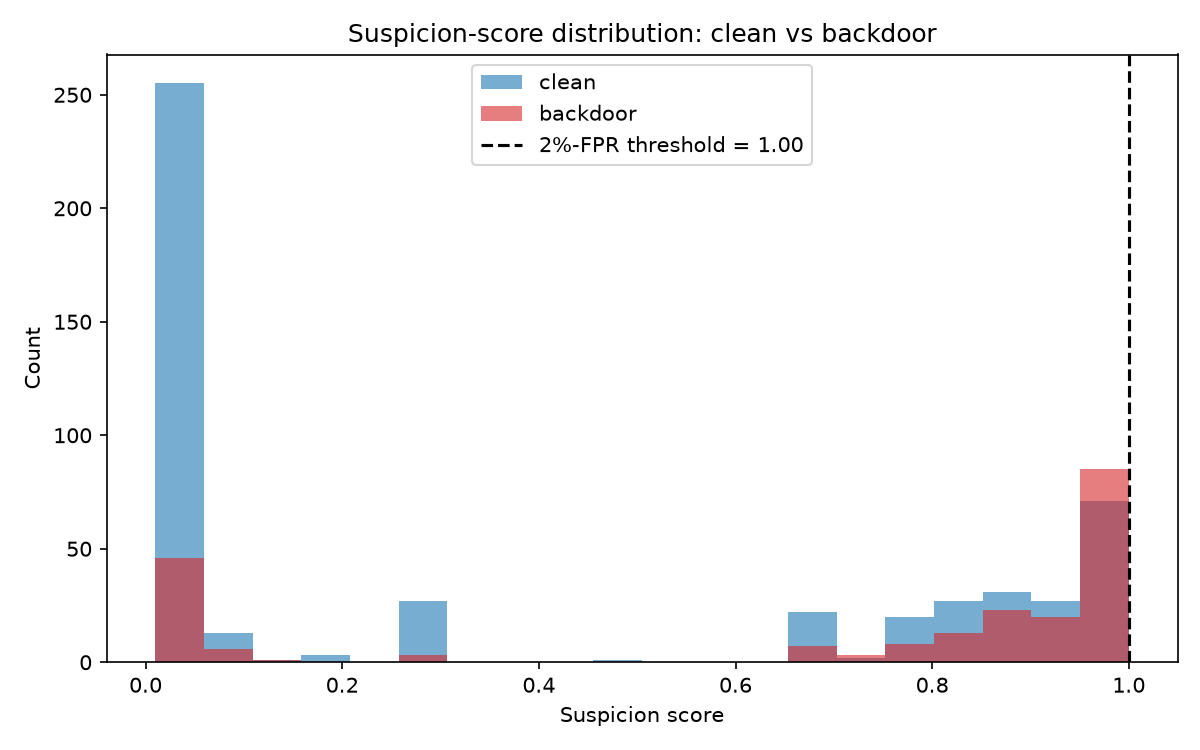 Suspicion-score distribution: clean vs backdoor
clean
backdoor
2%-FPR threshold = 1.00
Count
250
200
150
100
50
0
0.0 0.2 0.4 0.6 0.8 1.0
Suspicion score